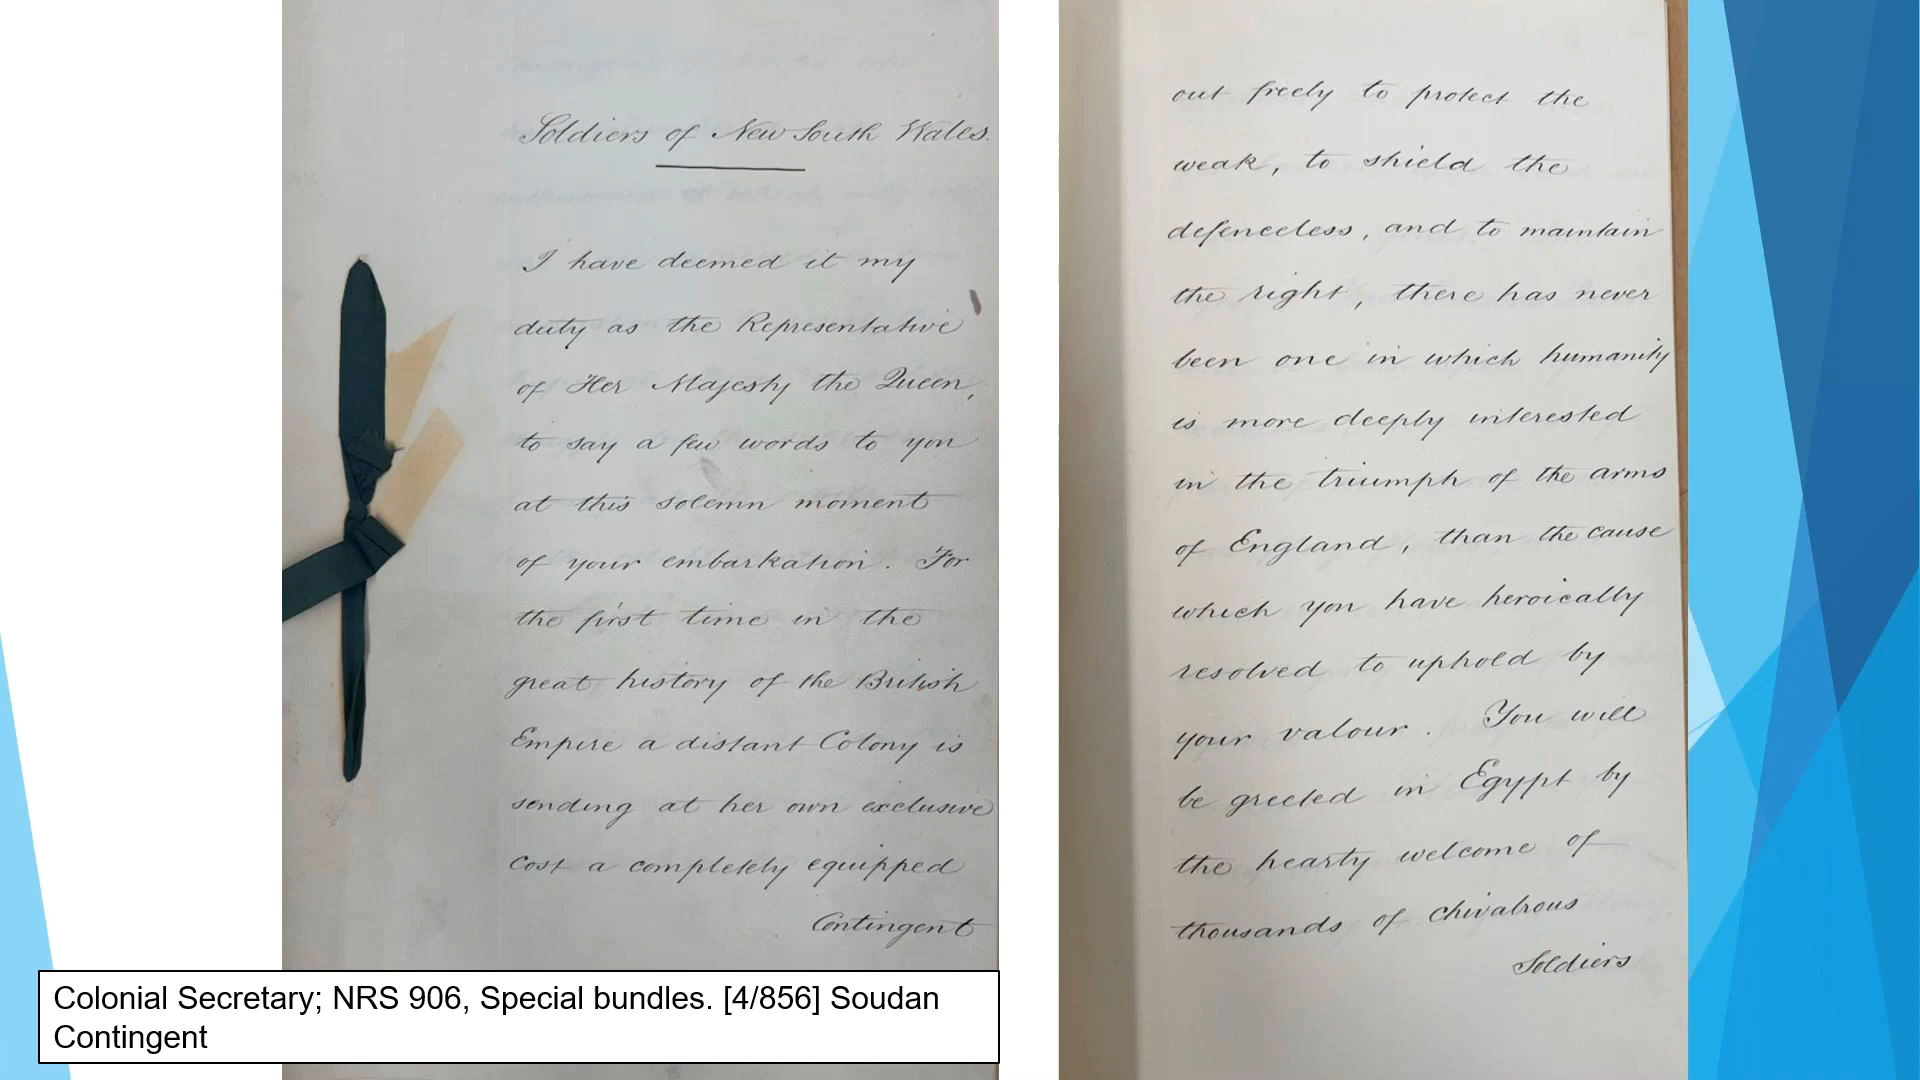 Soldiers of New South Wales.
I have deemed it my
duty as the Representative
of Her Majesty the Queen,
to say a few words to you
at this solemn moment
of your embarkation. For
the first time in the
great history of the British
Empire a distant Colony is
sending at her own exclusive
cost a completely equipped
Contingent
out freely to protect the
weak, to shield the
defenceless, and to maintain
the right, there has never
been one in which humanity
is more deeply interested
in the triumph of the arms
of England, than the cause
which you have heroically
resolved to uphold by
your valour. You will
be greeted in Egypt by
the hearty welcome of
thousands of chivalrous
Soldiers
Colonial Secretary; NRS 906, Special bundles. [4/856] Soudan
Contingent